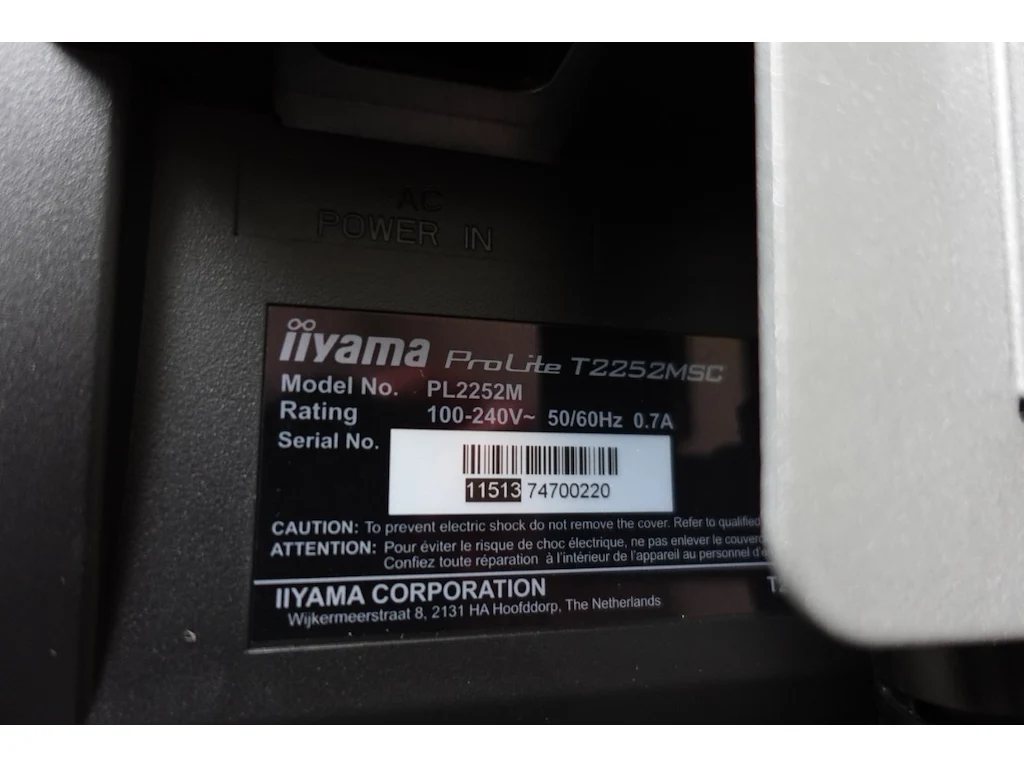 AC
POWER IN
iiyama ProLite T2252MSC
Model No. PL2252M
Rating 100-240V~ 50/60Hz 0.7A
Serial No.
11513 74700220
CAUTION: To prevent electric shock do not remove the cover. Refer to qualified
ATTENTION: Pour éviter le risque de choc électrique, ne pas enlever le couver
Confiez toute réparation à l'intérieur de l'appareil au personnel d'
IIYAMA CORPORATION
Wijkermeerstraat 8, 2131 HA Hoofddorp, The Netherlands